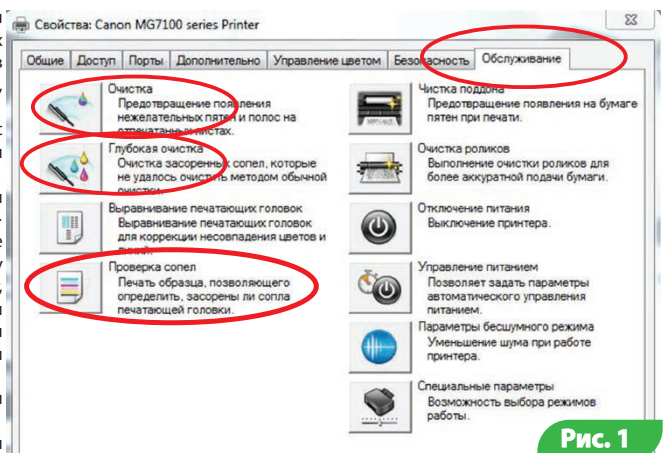 Свойства: Canon MG7100 series Printer
Общие Доступ Порты Дополнительно Управление цветом Безопасность Обслуживание
Очистка
Предотвращение появления
нежелательных пятен и полос на
отпечатанных листах.
Глубокая очистка
Очистка засоренных сопел, которые
не удалось очистить методом обычной
очистки.
Выравнивание печатающих головок
Выравнивание печатающих головок
для коррекции несовпадения цветов и
линий.
Проверка сопел
Печать образца, позволяющего
определить, засорены ли сопла
печатающей головки.
Чистка поддона
Предотвращение появления на бумаге
пятен при печати.
Очистка роликов
Выполнение очистки роликов для
более аккуратной подачи бумаги.
Отключение питания
Выключение принтера.
Управление питанием
Позволяет задать параметры
автоматического управления
питанием.
Параметры бесшумного режима
Уменьшение шума при работе
принтера.
Специальные параметры
Возможность выбора режимов
работы.
Рис. 1